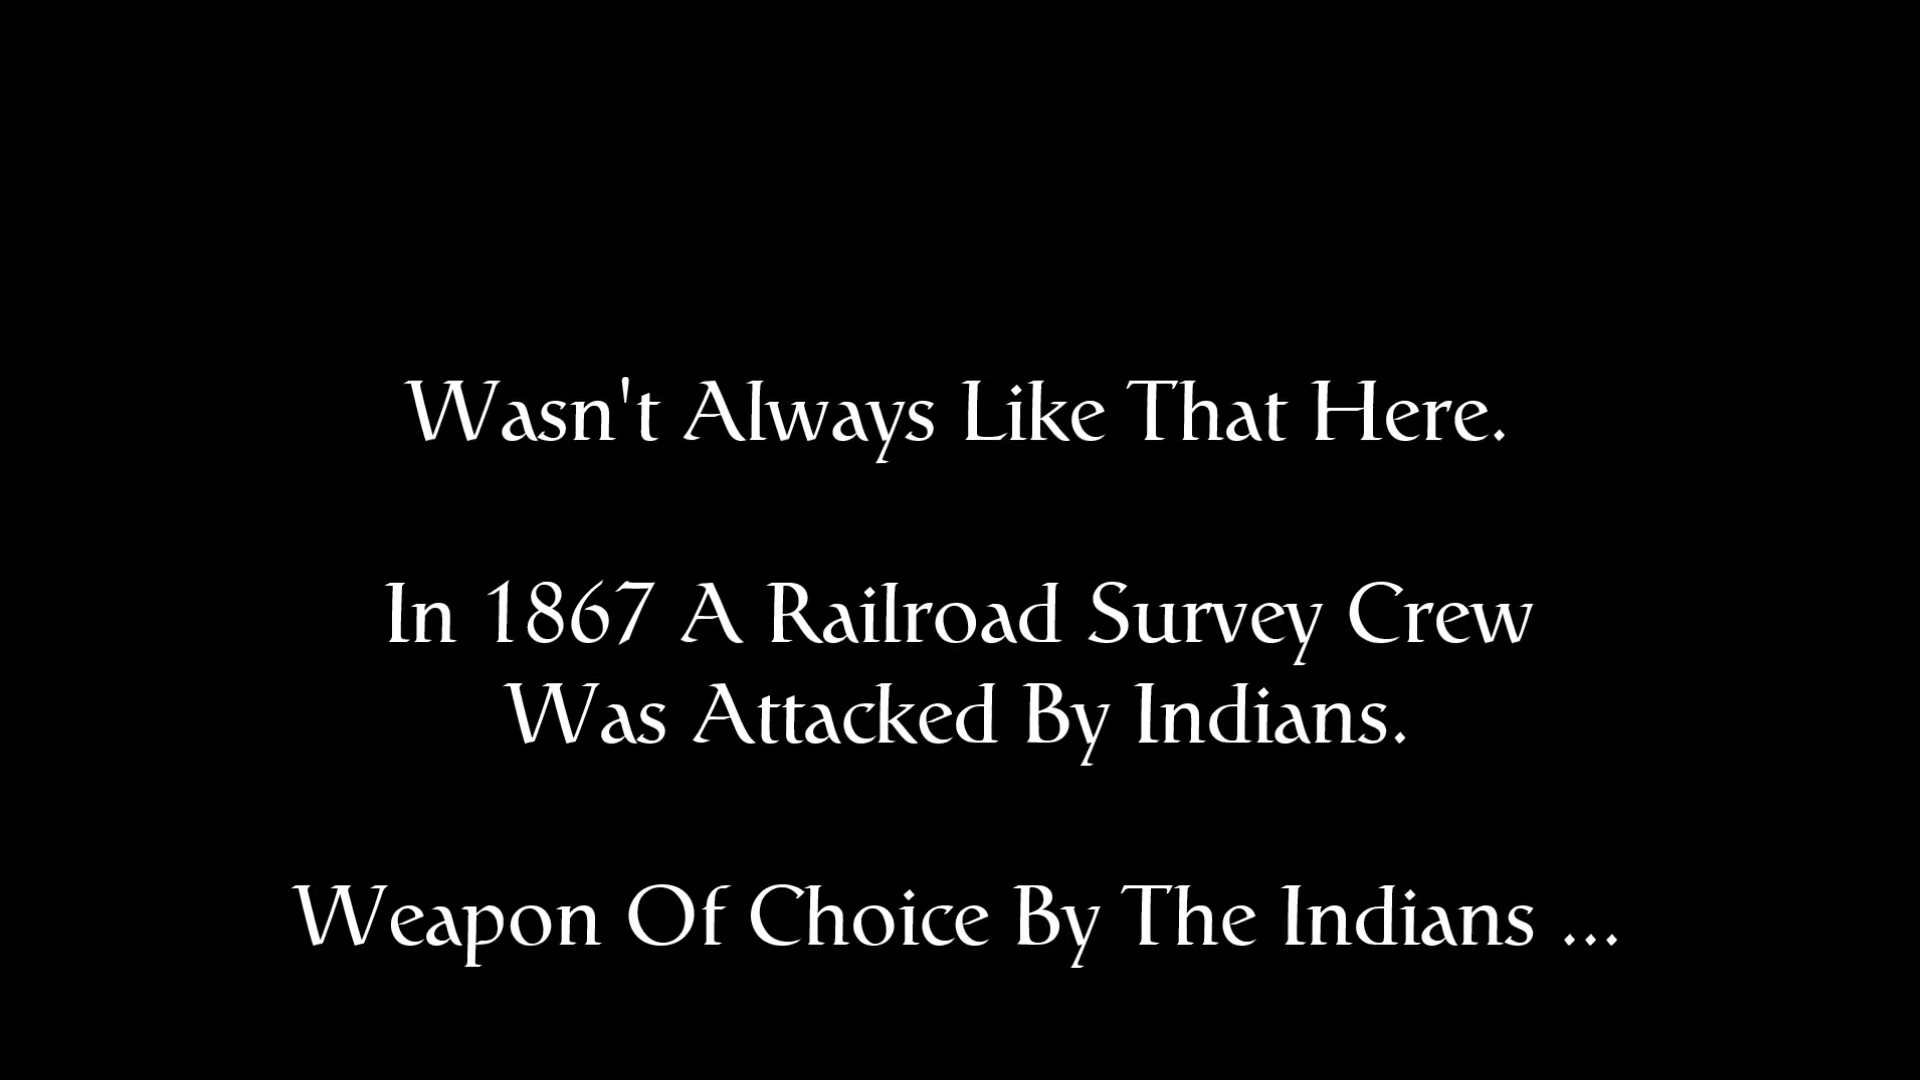 Wasn't Always Like That Here.
In 1867 A Railroad Survey Crew
Was Attacked By Indians.
Weapon Of Choice By The Indians ...